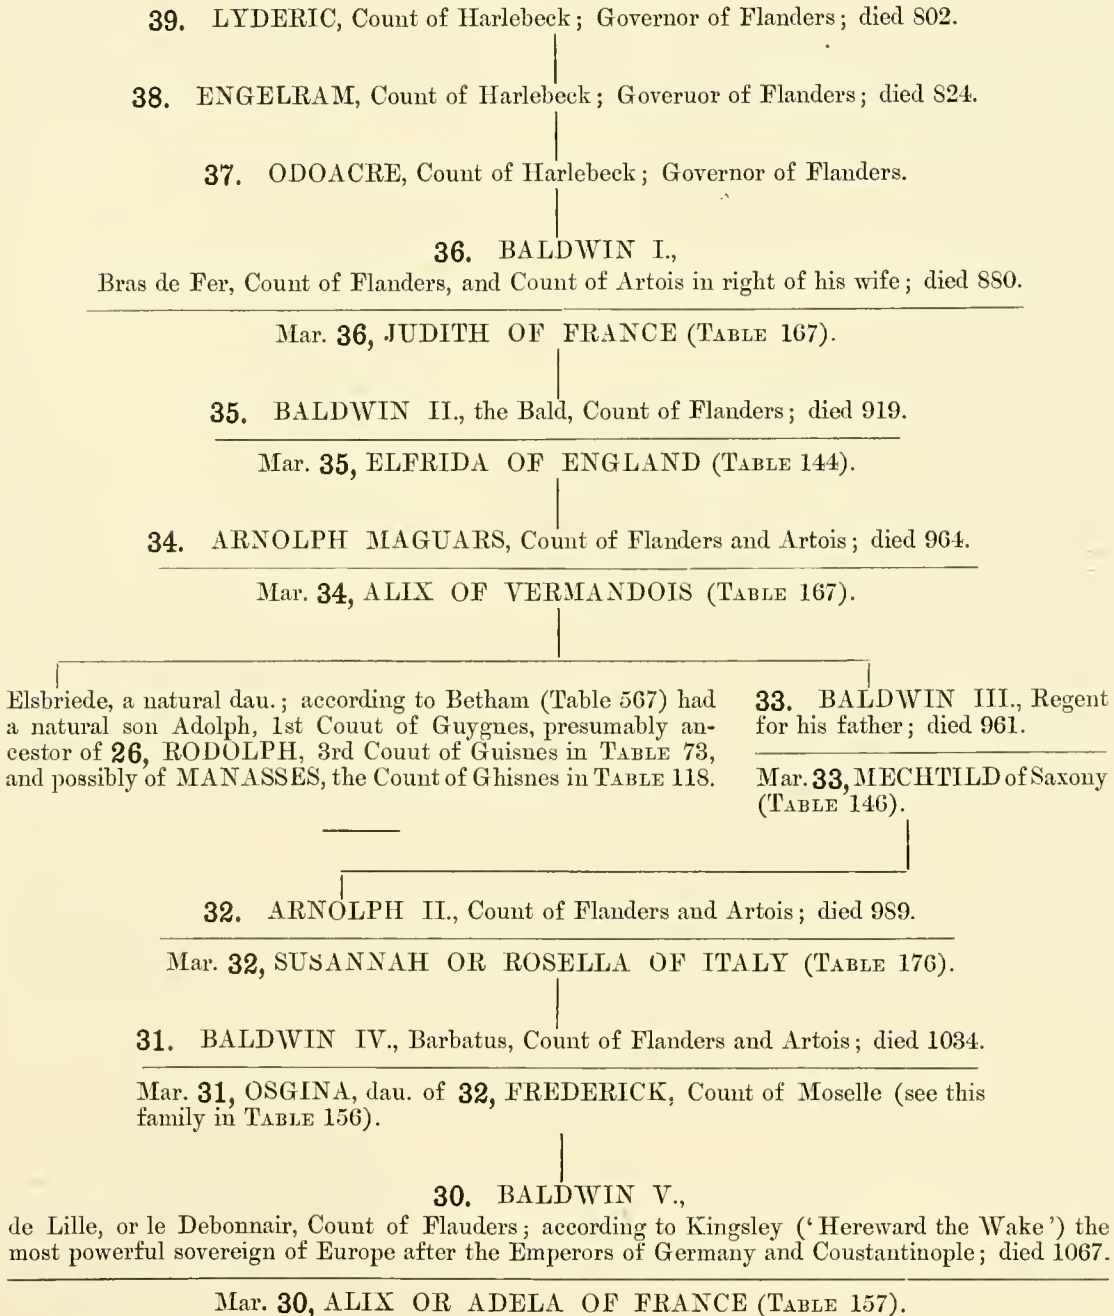 39. LYDERIC, Count of Harlebeck; Governor of Flanders; died 802.
38. ENGELRAM, Count of Harlebeck; Goveruor of Flanders; died 824.
37. ODOACRE, Count of Harlebeck; Governor of Flanders.
36. BALDWIN I.,
Bras de Fer, Count of Flanders, and Count of Artois in right of his wife; died 880.
Mar. 36, JUDITH OF FRANCE (TABLE 167).
35. BALDWIN II., the Bald, Count of Flanders; died 919.
Mar. 35, ELFRIDA OF ENGLAND (TABLE 144).
34. ARNOLPH MAGUARS, Count of Flanders and Artois; died 964.
Mar. 34, ALIX OF VERMANDOIS (TABLE 167).
Elsbriede, a natural dau.; according to Betham (Table 567) had
a natural son Adolph, 1st Couut of Guygnes, presumably an-
cestor of 26, RODOLPH, 3rd Couut of Guisnes in TABLE 73,
and possibly of MANASSES, the Count of Ghisnes in TABLE 118.
33. BALDWIN III., Regent
for his father; died 961.
Mar. 33, MECHTILD of Saxony
(TABLE 146).
32. ARNOLPH II., Count of Flanders and Artois; died 989.
Mar. 32, SUSANNAH OR ROSELLA OF ITALY (TABLE 176).
31. BALDWIN IV., Barbatus, Count of Flanders and Artois; died 1034.
Mar. 31, OSGINA, dau. of 32, FREDERICK, Count of Moselle (see this
family in TABLE 156).
30. BALDWIN V.,
de Lille, or le Debonnair, Count of Flauders; according to Kingsley ('Hereward the Wake') the
most powerful sovereign of Europe after the Emperors of Germany and Coustantinople; died 1067.
Mar. 30, ALIX OR ADELA OF FRANCE (TABLE 157).